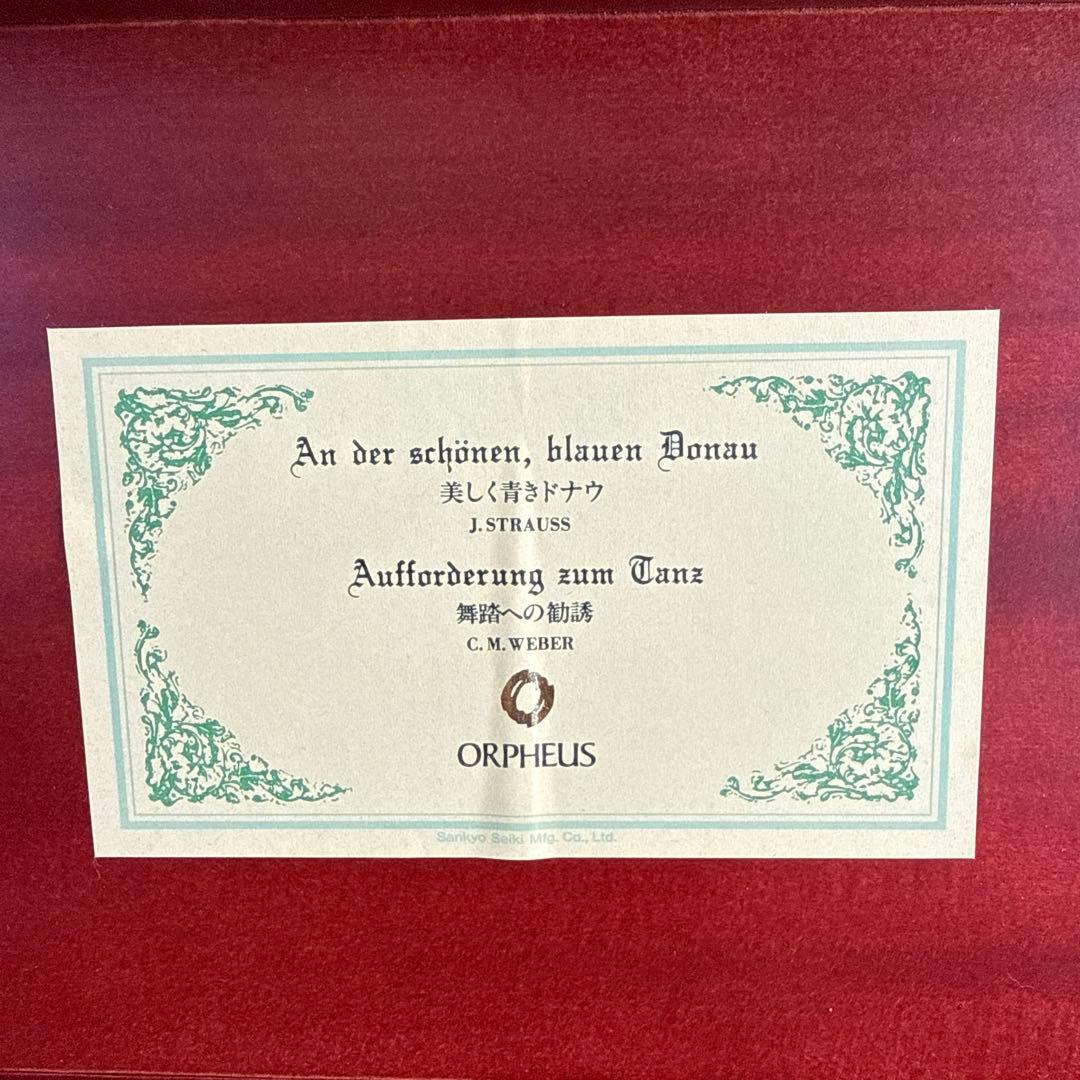 An der schönen, blauen Donau
美しく青きドナウ
J. STRAUSS
Aufforderung zum Tanz
舞踏への勧誘
C. M. WEBER
ORPHEUS
Sankyo Seiki Mfg. Co., Ltd.